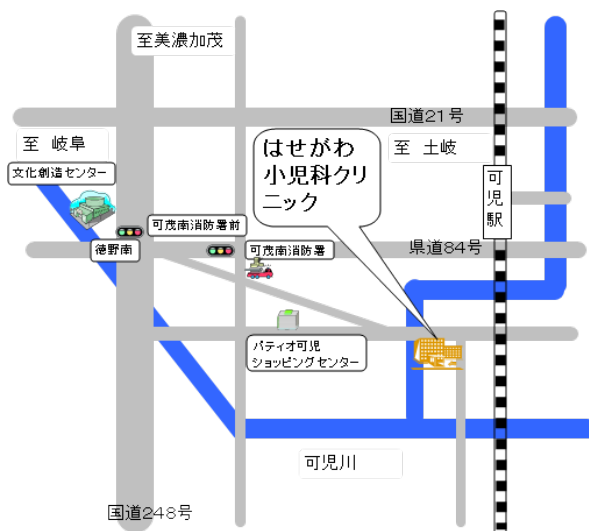 至美濃加茂
国道21号
至 岐阜
はせがわ
小児科クリ
ニック
至 土岐
文化創造センター
可児駅
可茂南消防署前
徳野南
可茂南消防署
県道84号
パティオ可児
ショッピングセンター
可児川
国道248号